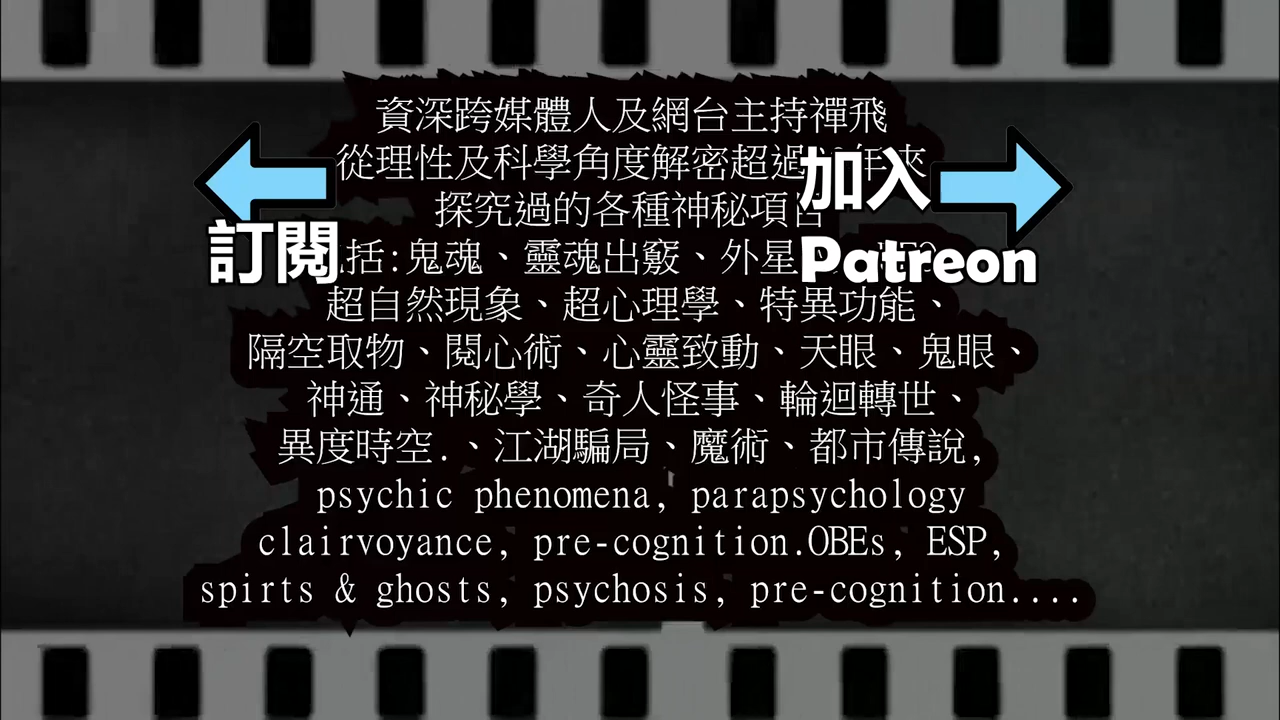 資深跨媒體人及網台主持禪飛
從理性及科學角度解密超過 年來
探究過的各種神秘項目
括:鬼魂、靈魂出竅、外星
超自然現象、超心理學、特異功能、
隔空取物、閱心術、心靈致動、天眼、鬼眼、
神通、神秘學、奇人怪事、輪迴轉世、
異度時空.、江湖騙局、魔術、都市傳說,
psychic phenomena, parapsychology
clairvoyance, pre-cognition.OBEs, ESP,
spirts & ghosts, psychosis, pre-cognition....
訂閱
加入
Patreon